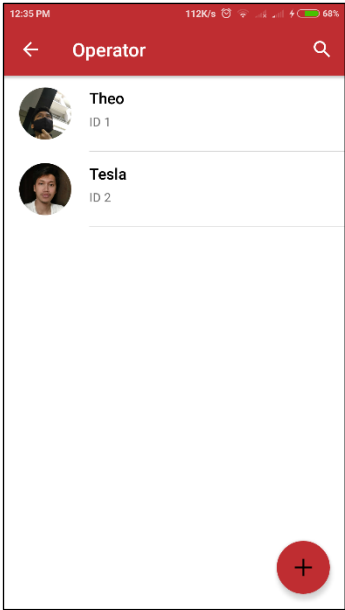 12:35 PM 112K/s 68%
Operator
Theo
ID 1
Tesla
ID 2